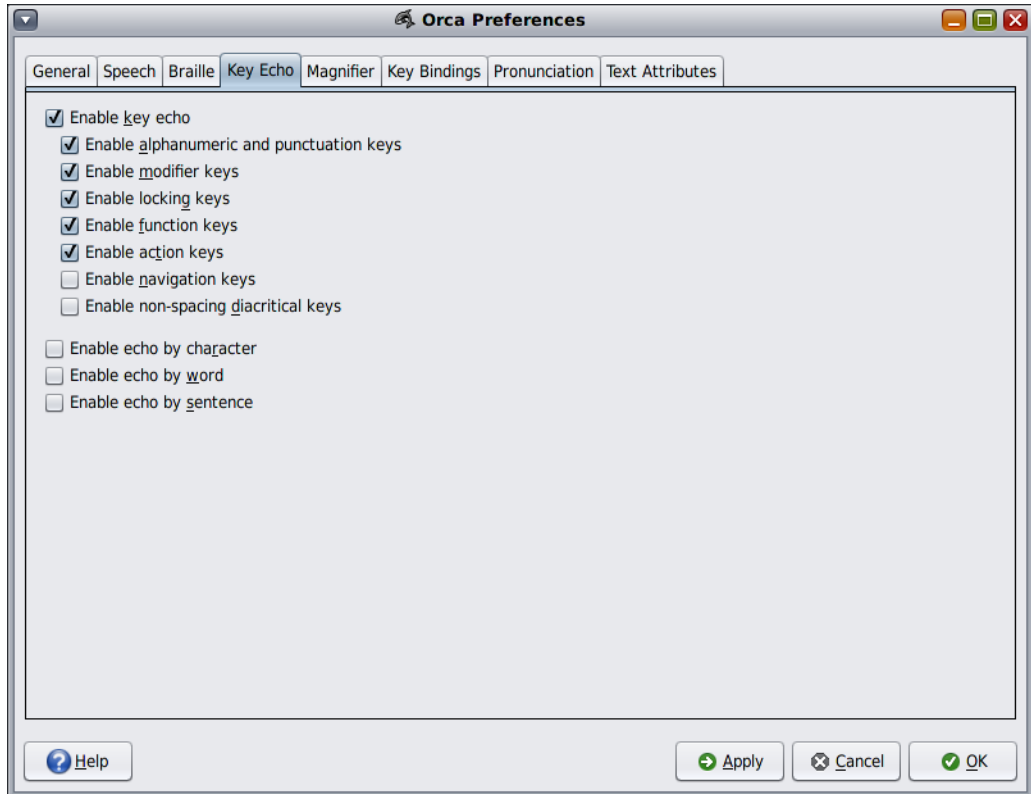 Orca Preferences
General Speech Braille Key Echo Magnifier Key Bindings Pronunciation Text Attributes
Enable key echo
Enable alphanumeric and punctuation keys
Enable modifier keys
Enable locking keys
Enable function keys
Enable action keys
Enable navigation keys
Enable non-spacing diacritical keys
Enable echo by character
Enable echo by word
Enable echo by sentence
Help Apply Cancel OK